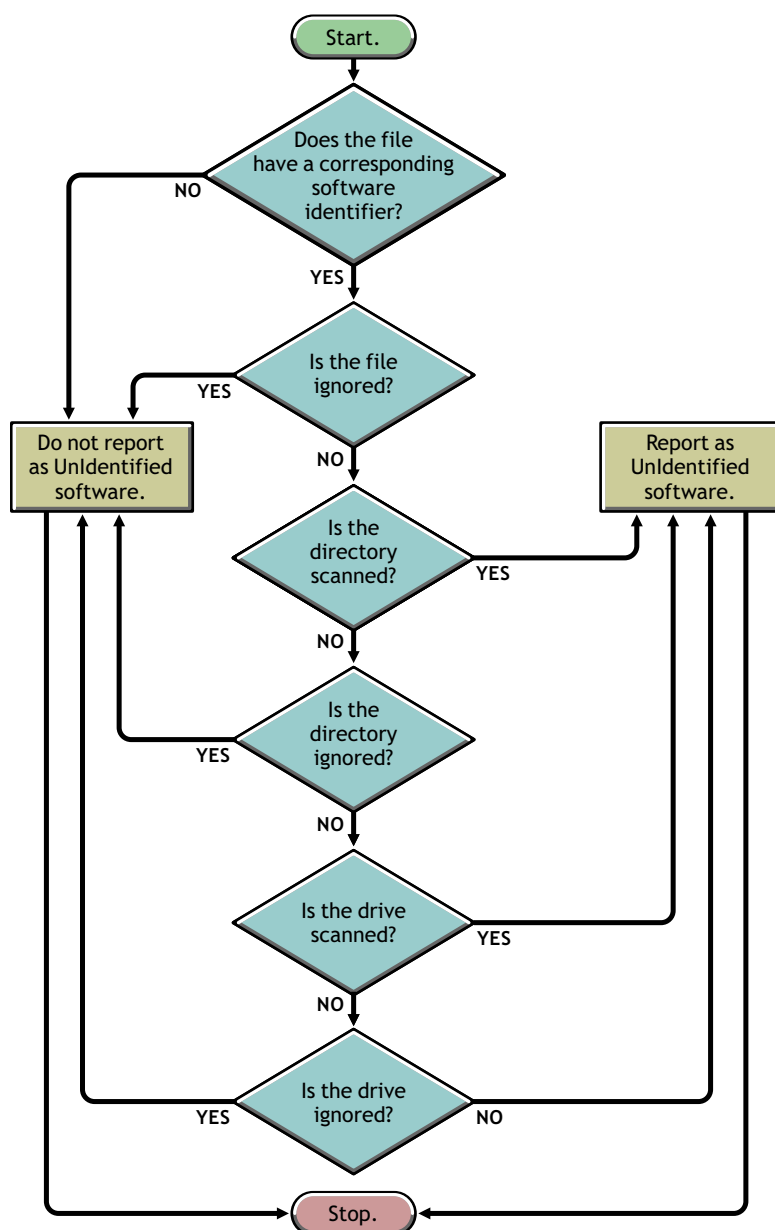 Start.
Does the file
have a corresponding
software
identifier?
NO
YES
Is the file
ignored?
YES
NO
Do not report
as UnIdentified
software.
Report as
UnIdentified
software.
Is the
directory
scanned?
YES
NO
Is the
directory
ignored?
YES
NO
Is the drive
scanned?
YES
NO
Is the drive
ignored?
YES
NO
Stop.